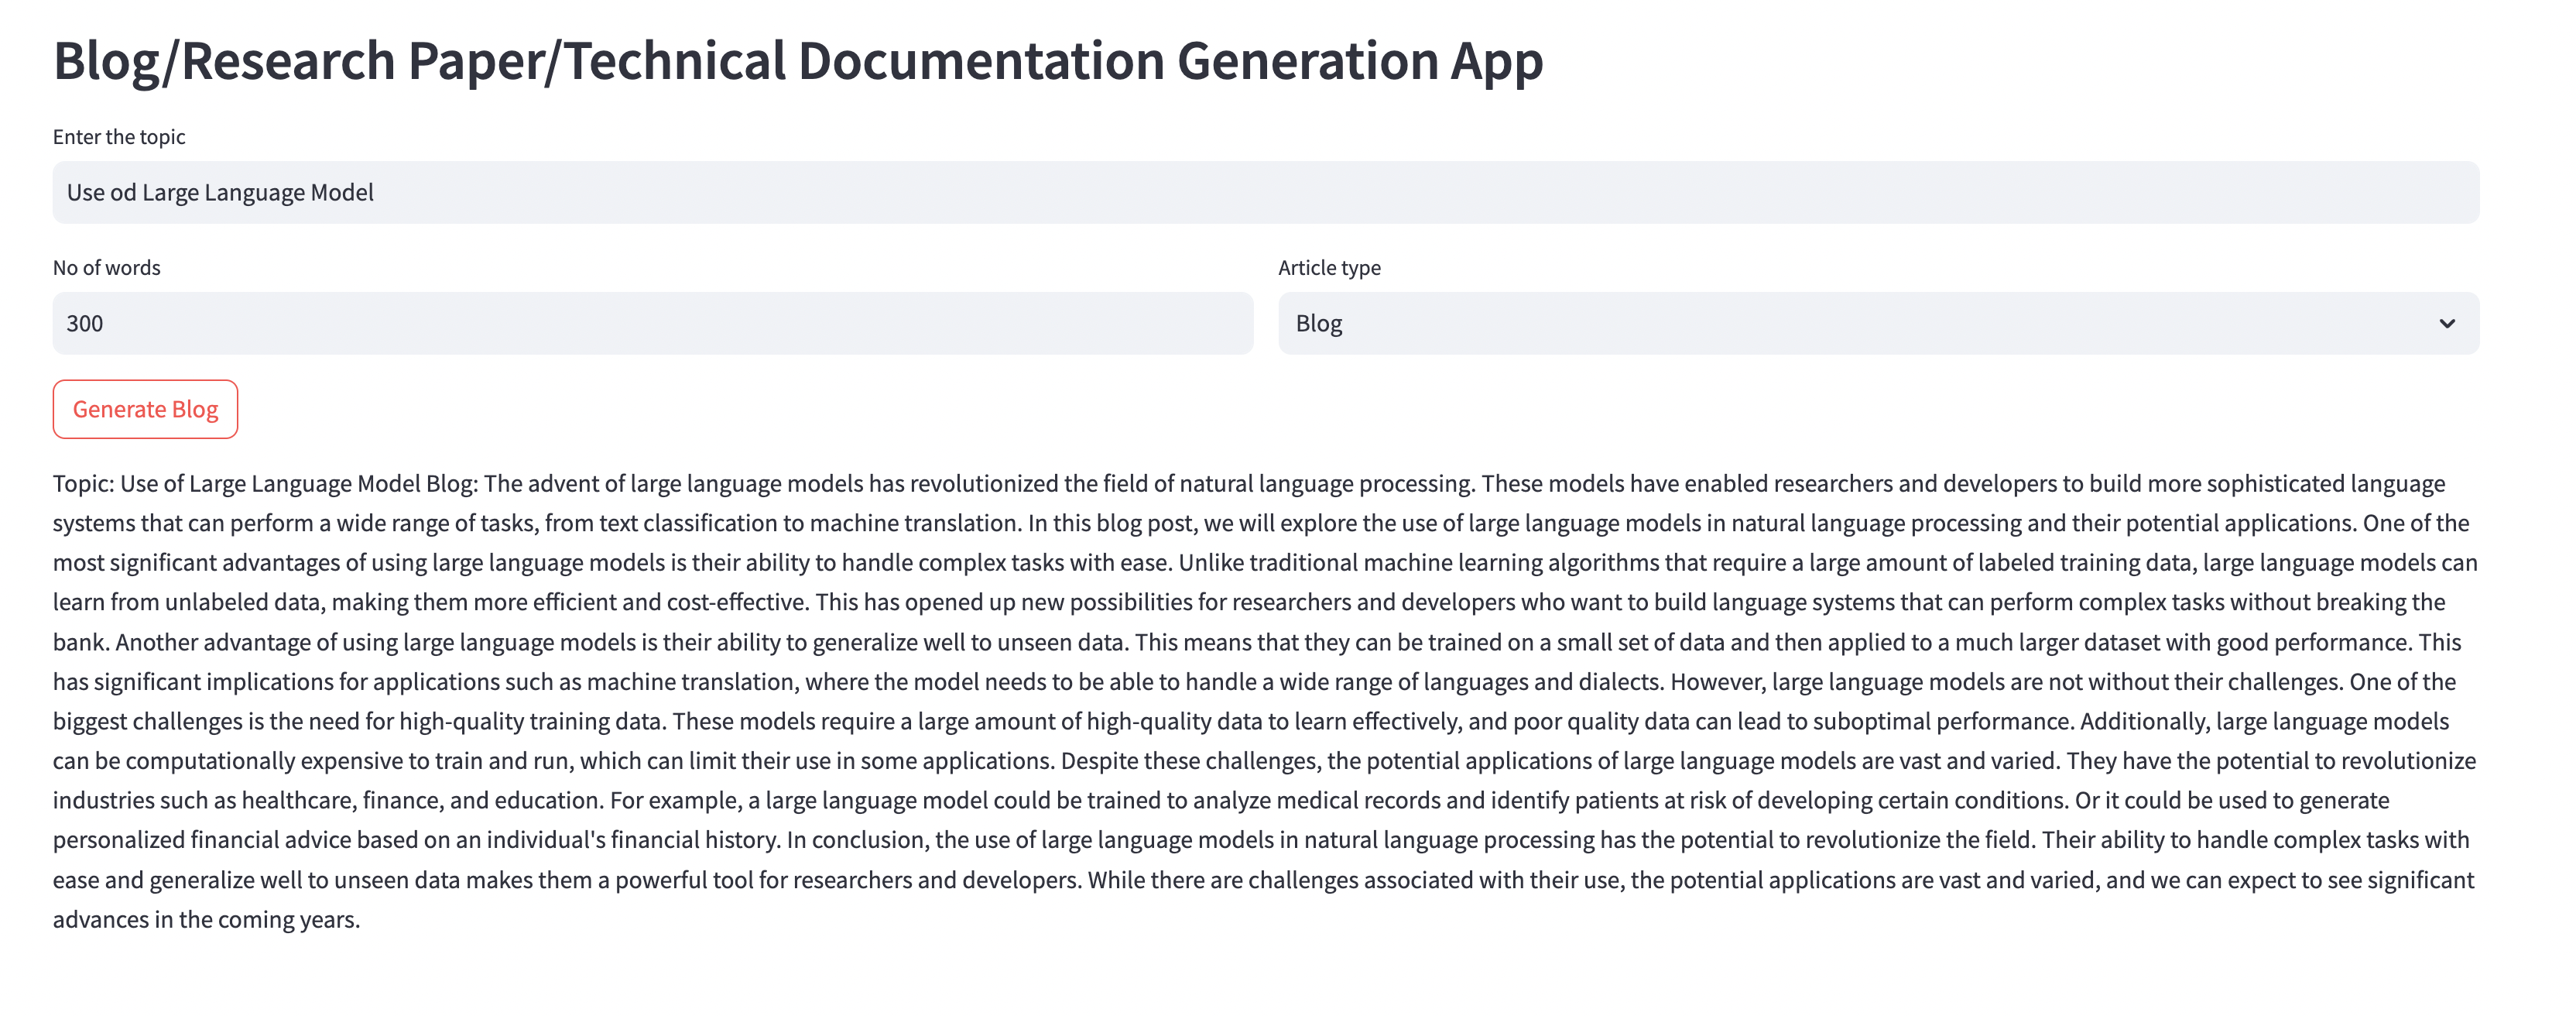 Blog/Research Paper/Technical Documentation Generation App
Enter the topic
Use od Large Language Model
No of words
Article type
300
Blog
Generate Blog
Topic: Use of Large Language Model Blog: The advent of large language models has revolutionized the field of natural language processing. These models have enabled researchers and developers to build more sophisticated language
systems that can perform a wide range of tasks, from text classification to machine translation. In this blog post, we will explore the use of large language models in natural language processing and their potential applications. One of the
most significant advantages of using large language models is their ability to handle complex tasks with ease. Unlike traditional machine learning algorithms that require a large amount of labeled training data, large language models can
learn from unlabeled data, making them more efficient and cost-effective. This has opened up new possibilities for researchers and developers who want to build language systems that can perform complex tasks without breaking the
bank. Another advantage of using large language models is their ability to generalize well to unseen data. This means that they can be trained on a small set of data and then applied to a much larger dataset with good performance. This
has significant implications for applications such as machine translation, where the model needs to be able to handle a wide range of languages and dialects. However, large language models are not without their challenges. One of the
biggest challenges is the need for high-quality training data. These models require a large amount of high-quality data to learn effectively, and poor quality data can lead to suboptimal performance. Additionally, large language models
can be computationally expensive to train and run, which can limit their use in some applications. Despite these challenges, the potential applications of large language models are vast and varied. They have the potential to revolutionize
industries such as healthcare, finance, and education. For example, a large language model could be trained to analyze medical records and identify patients at risk of developing certain conditions. Or it could be used to generate
personalized financial advice based on an individual's financial history. In conclusion, the use of large language models in natural language processing has the potential to revolutionize the field. Their ability to handle complex tasks with
ease and generalize well to unseen data makes them a powerful tool for researchers and developers. While there are challenges associated with their use, the potential applications are vast and varied, and we can expect to see significant
advances in the coming years.